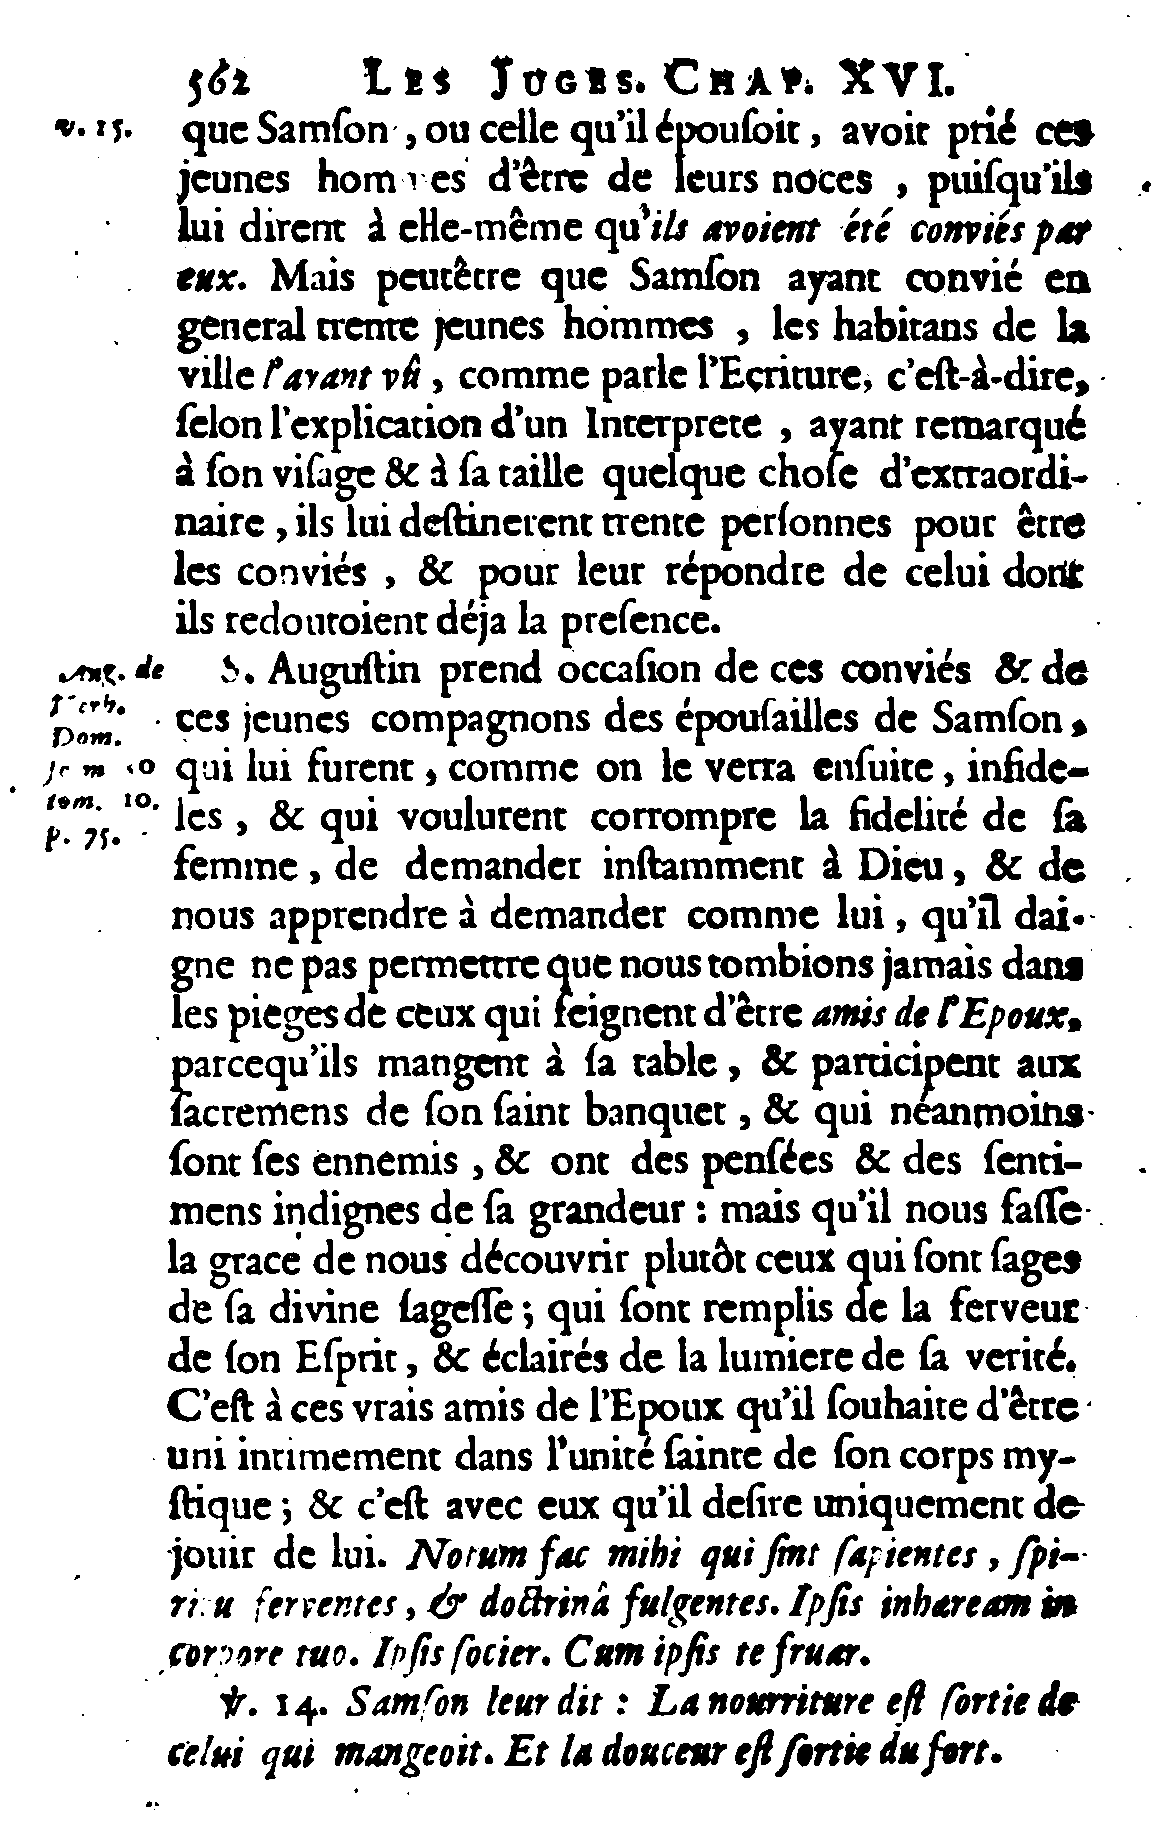 562 LES JUGES. CHAP. XVI.
v. 15. que Samſon, ou celle qu'il épouſoit, avoit prié ces
jeunes hommes d'être de leurs noces, puiſqu'ils
lui dirent à elle-même qu'ils avoient été conviés par
eux. Mais peutêtre que Samſon ayant convié en
general trente jeunes hommes, les habitans de la
ville l'ayant vû, comme parle l'Ecriture, c'eſt-à-dire,
ſelon l'explication d'un Interprete, ayant remarqué
à ſon viſage & à ſa taille quelque choſe d'extraordi-
naire, ils lui deſtinerent trente perſonnes pour être
les conviés, & pour leur répondre de celui dont
ils redoutoient déja la preſence.
Aug. de S. Auguſtin prend occaſion de ces conviés & de
Verb. ces jeunes compagnons des épouſailles de Samſon,
Dom.
qui lui furent, comme on le verra enſuite, infide-
tom. 10. les, & qui voulurent corrompre la fidelité de ſa
p. 75.
femme, de demander inſtamment à Dieu, & de
nous apprendre à demander comme lui, qu'il dai-
gne ne pas permettre que nous tombions jamais dans
les pieges de ceux qui feignent d'être amis de l'Epoux,
parcequ'ils mangent à ſa table, & participent aux
ſacremens de ſon ſaint banquet, & qui néanmoins
ſont ſes ennemis, & ont des penſées & des ſenti-
mens indignes de ſa grandeur : mais qu'il nous faſſe
la grace de nous découvrir plutôt ceux qui ſont ſages
de ſa divine ſageſſe ; qui ſont remplis de la ferveur
de ſon Eſprit, & éclairés de la lumiere de ſa verité.
C'eſt à ces vrais amis de l'Epoux qu'il ſouhaite d'être
uni intimement dans l'unité ſainte de ſon corps my-
ſtique ; & c'eſt avec eux qu'il deſire uniquement de
jouir de lui. Notum fac mihi qui ſint ſapientes, ſpi-
ritu ferventes, & doctrinâ fulgentes. Ipſis inhæream in
corpore tuo. Ipſis ſocier. Cum ipſis te fruar.
℣. 14. Samſon leur dit : La nourriture eſt ſortie de
celui qui mangeoit. Et la douceur eſt ſortie du fort.